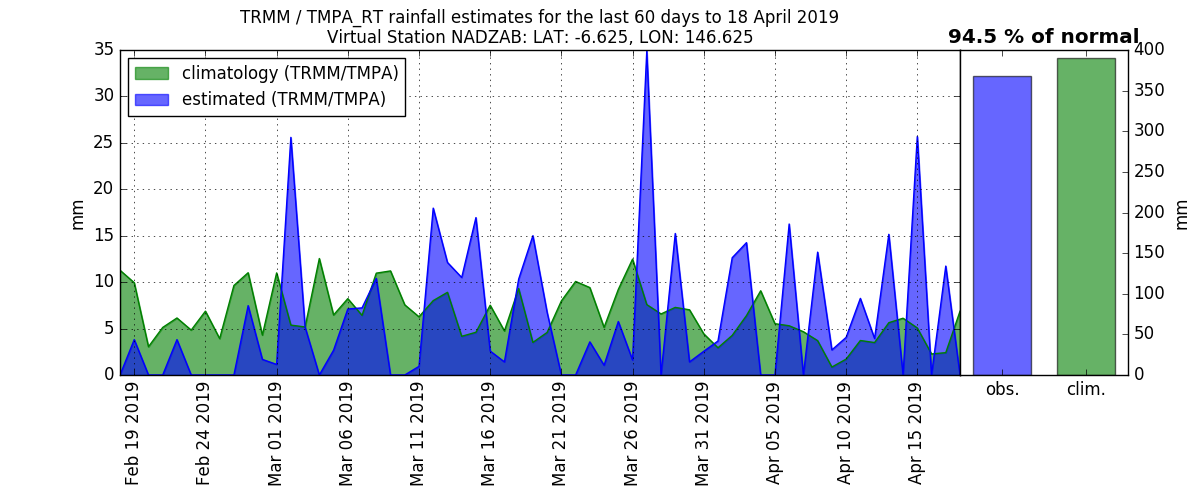 TRMM / TMPA_RT rainfall estimates for the last 60 days to 18 April 2019
Virtual Station NADZAB: LAT: -6.625, LON: 146.625
94.5 % of normal
climatology (TRMM/TMPA)
estimated (TRMM/TMPA)
mm
35
30
25
20
15
10
5
0
Feb 19 2019
Feb 24 2019
Mar 01 2019
Mar 06 2019
Mar 11 2019
Mar 16 2019
Mar 21 2019
Mar 26 2019
Mar 31 2019
Apr 05 2019
Apr 10 2019
Apr 15 2019
obs.
clim.
400
350
300
250
200
150
100
50
0
mm